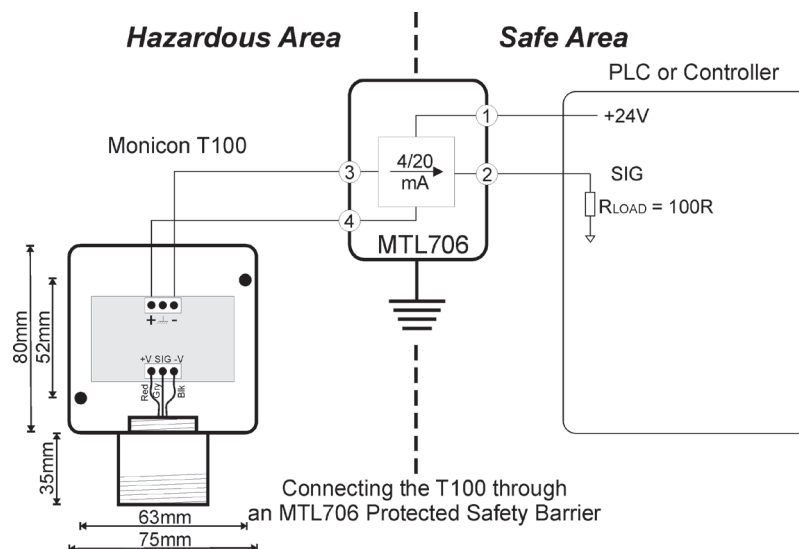 Hazardous Area
Safe Area
PLC or Controller
1
+24V
Monicon T100
4/20
mA
3
2
SIG
RLOAD = 100R
4
MTL706
+ -
80mm
52mm
+V SIG -V
Red
Gry
Blk
35mm
Connecting the T100 through
an MTL706 Protected Safety Barrier
63mm
75mm